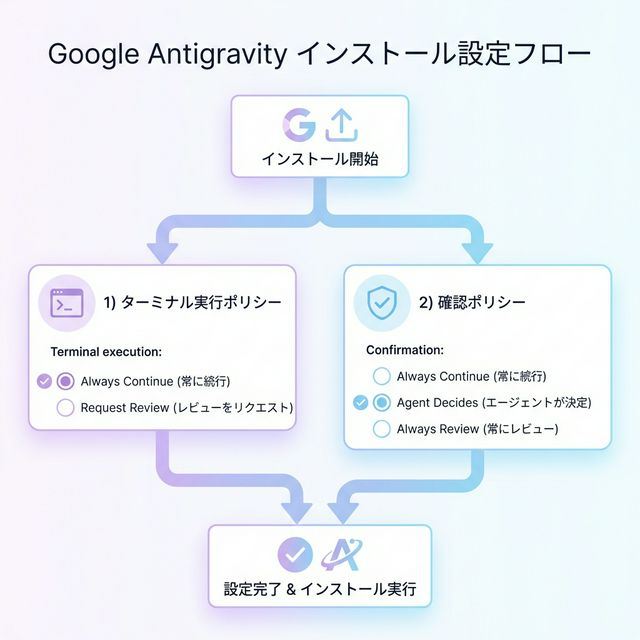 Google Antigravity インストール設定フロー
インストール開始
1) ターミナル実行ポリシー
Terminal execution:
Always Continue (常に続行)
Request Review (レビューをリクエスト)
2) 確認ポリシー
Confirmation:
Always Continue (常に続行)
Agent Decides (エージェントが決定)
Always Review (常にレビュー)
設定完了 & インストール実行